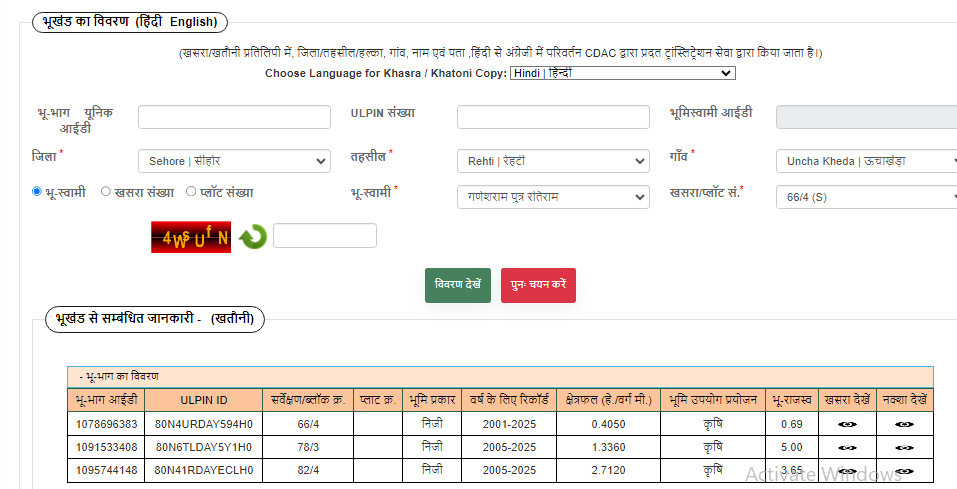 भूखंड का विवरण (हिंदी English)
(खसरा/खतौनी प्रतिलिपी में, जिला/तहसील/हल्का, गांव, नाम एवं पता ,हिंदी से अंग्रेजी में परिवर्तन CDAC द्वारा प्रदत ट्रांस्लिट्रेशन सेवा द्वारा किया जाता है।)
Choose Language for Khasra / Khatoni Copy: Hindi | हिन्दी
भू-भाग यूनिक आईडी ULPIN संख्या भूमिस्वामी आईडी
जिला * Sehore | सीहोर तहसील * Rehti | रेहटी गाँव * Uncha Kheda | ऊचाखेड़ा
भू-स्वामी खसरा संख्या प्लॉट संख्या भू-स्वामी * गणेशराम पुत्र रतिराम खसरा/प्लॉट सं.* 66/4 (S)
4WSUfN
विवरण देखें पुनः चयन करें
भूखंड से सम्बंधित जानकारी - (खतौनी)
- भू-भाग का विवरण
भू-भाग आईडी ULPIN ID सर्वेक्षण/ब्लॉक क्र. प्लाट क्र. भूमि प्रकार वर्ष के लिए रिकॉर्ड क्षेत्रफल (हे./वर्ग मी.) भूमि उपयोग प्रयोजन भू-राजस्व खसरा देखें नक्शा देखें
1078696383 80N4URDAY594H0 66/4 निजी 2001-2025 0.4050 कृषि 0.69
1091533408 80N6TLDAY5Y1H0 78/3 निजी 2005-2025 1.3360 कृषि 5.00
1095744148 80N41RDAYECLH0 82/4 निजी 2005-2025 2.7120 कृषि 3.65
Activate Windows